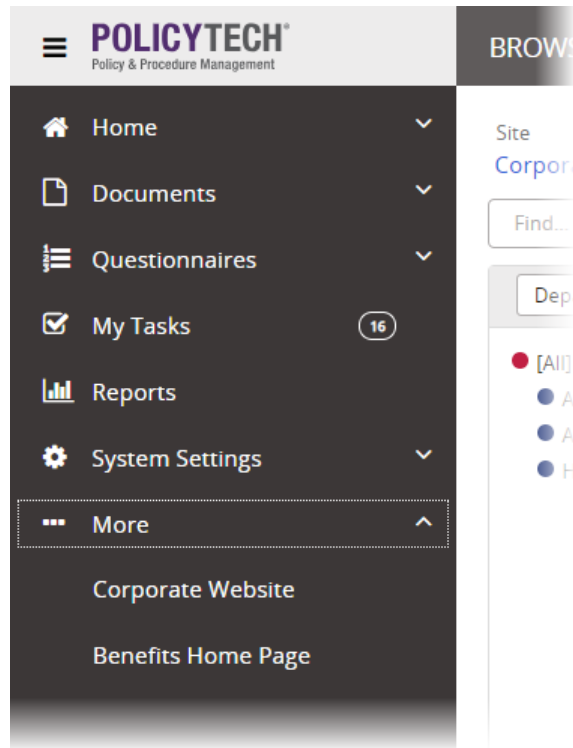 POLICYTECH®
Policy & Procedure Management
Home
Documents
Questionnaires
My Tasks 16
Reports
System Settings
More
Corporate Website
Benefits Home Page
BROWS
Site
Corpor
Find...
Dep
[All]
A
A
H